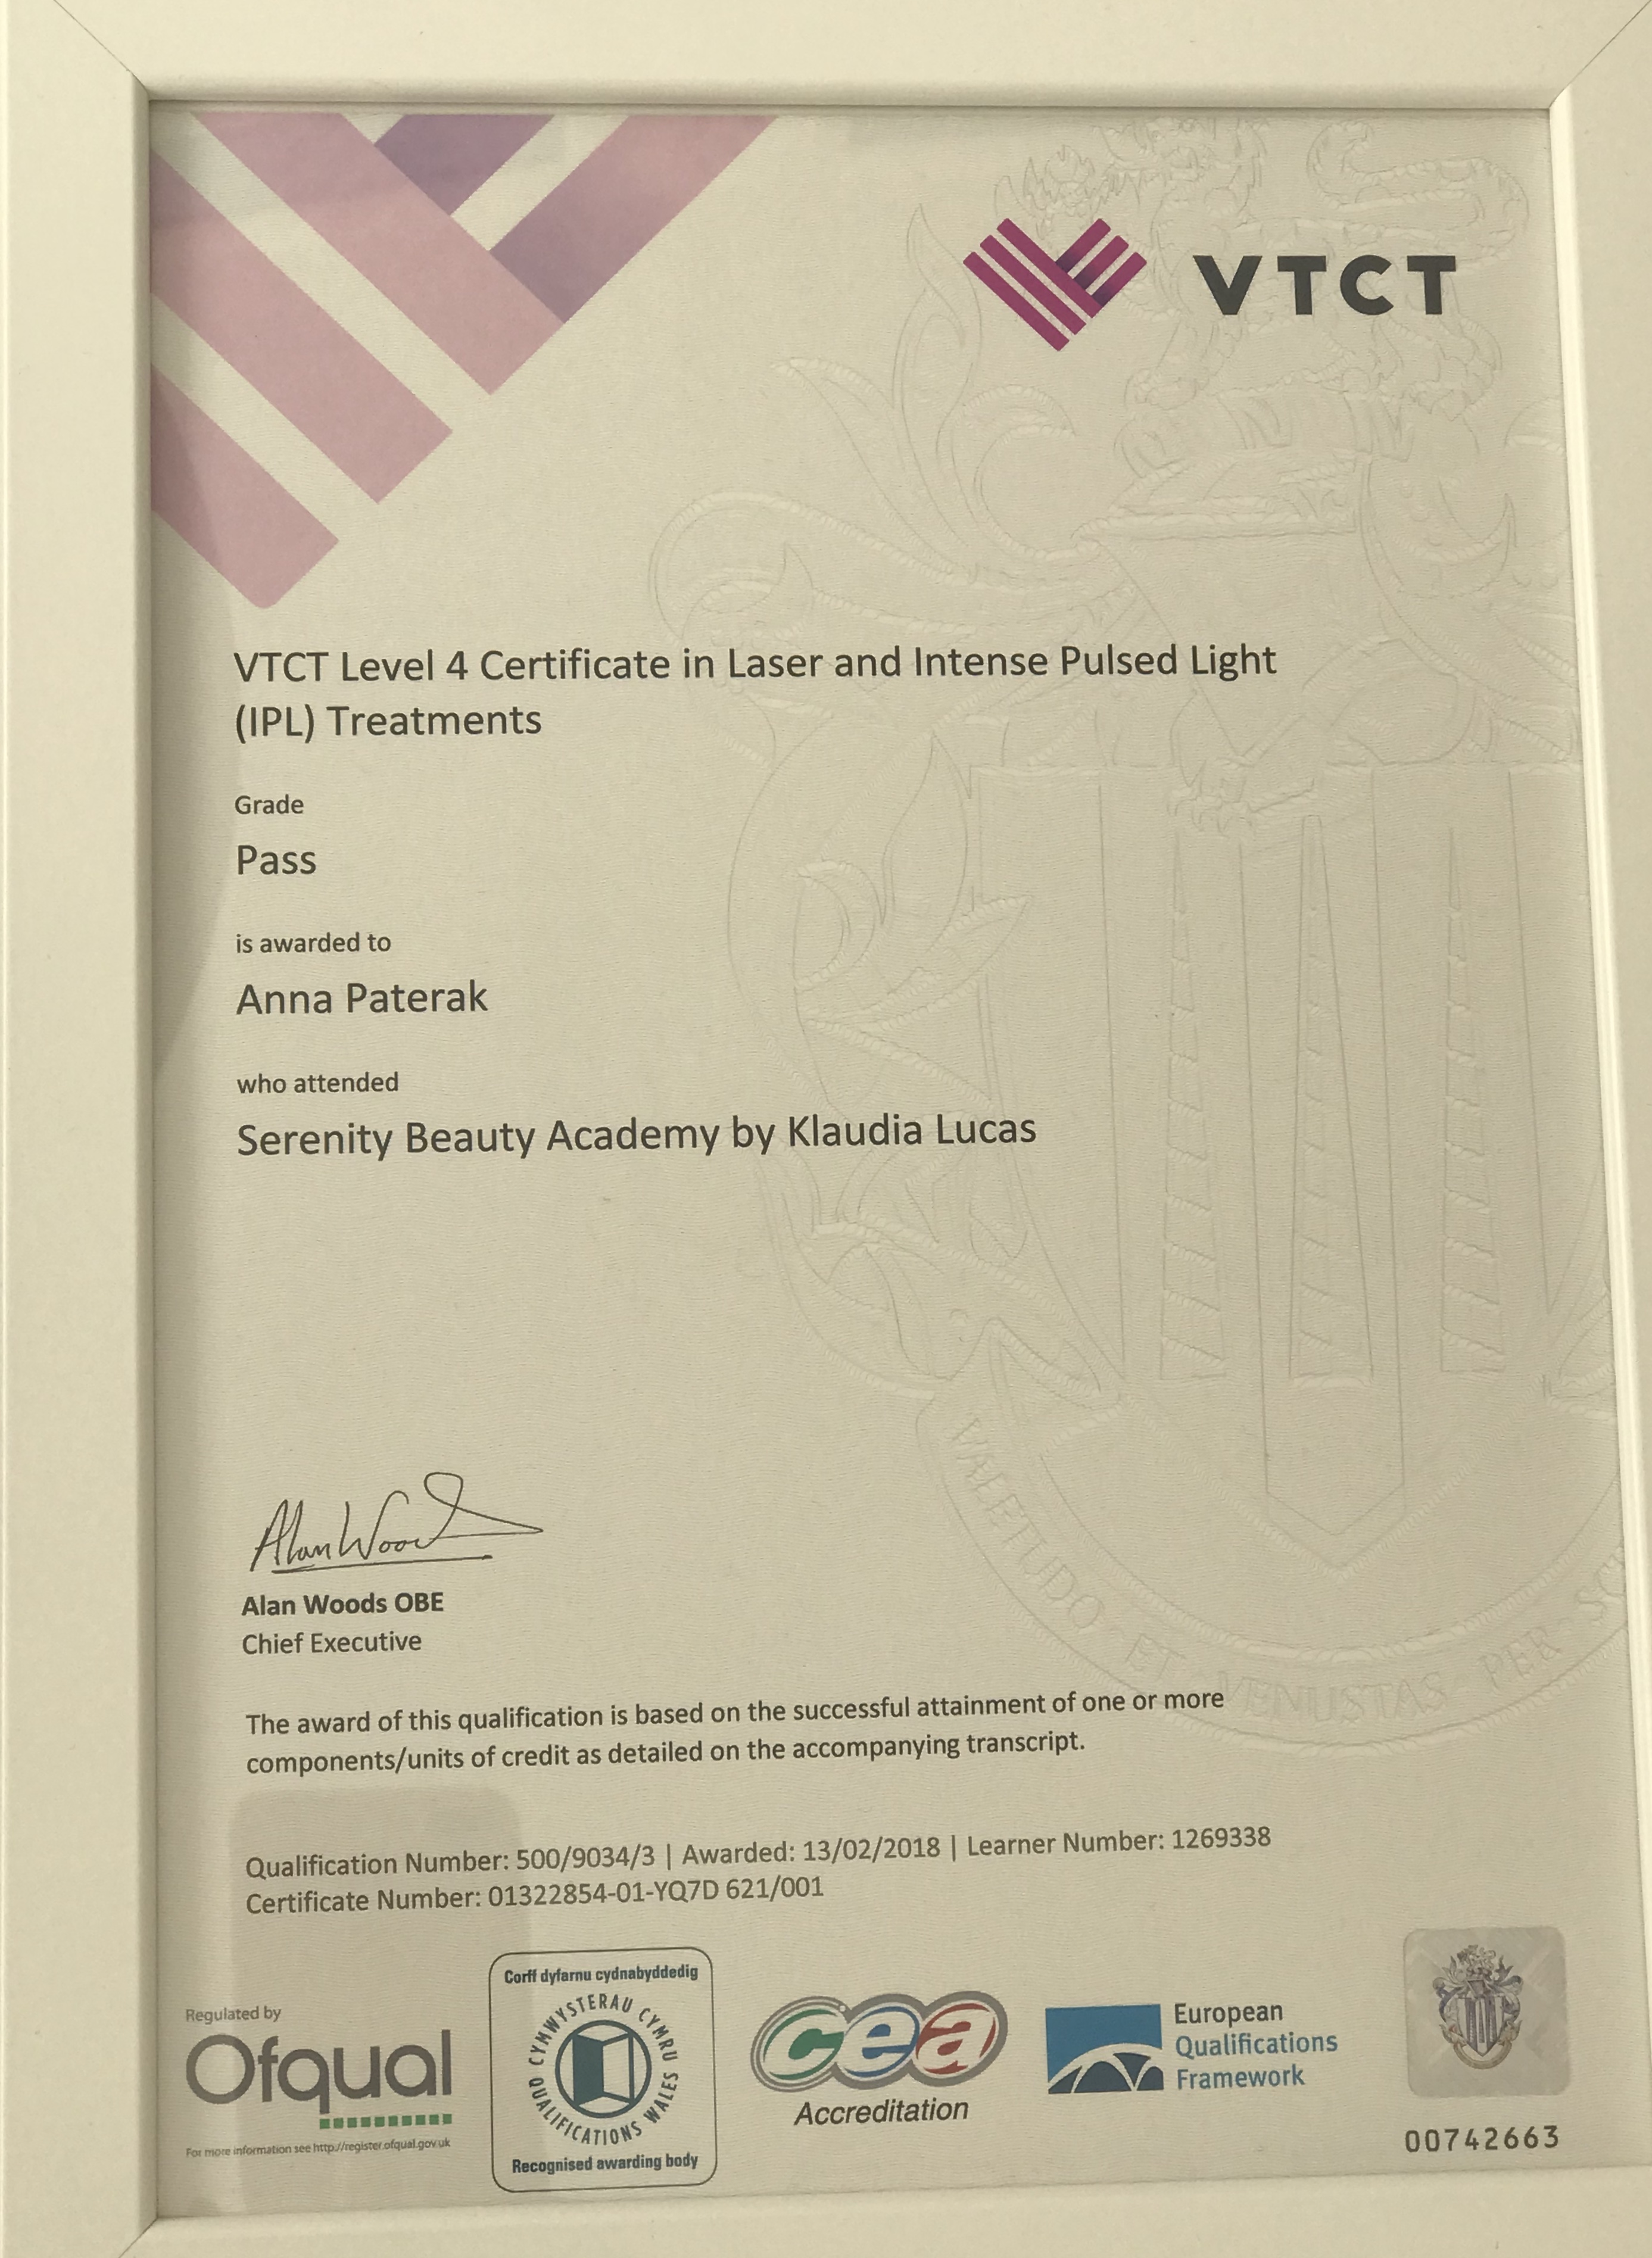 VTCT
VTCT Level 4 Certificate in Laser and Intense Pulsed Light
(IPL) Treatments
Grade
Pass
is awarded to
Anna Paterak
who attended
Serenity Beauty Academy by Klaudia Lucas
Alan Woods
Alan Woods OBE
Chief Executive
VALETUDO ET VENUSTAS PER
The award of this qualification is based on the successful attainment of one or more
components/units of credit as detailed on the accompanying transcript.
Qualification Number: 500/9034/3 | Awarded: 13/02/2018 | Learner Number: 1269338
Certificate Number: 01322854-01-YQ7D 621/001
Regulated by
Ofqual
For more information see http://register.ofqual.gov.uk
Corff dyfarnu cydnabyddedig
CYMWYSTERAU CYMRU
QUALIFICATIONS WALES
Recognised awarding body
cea
Accreditation
European
Qualifications
Framework
00742663